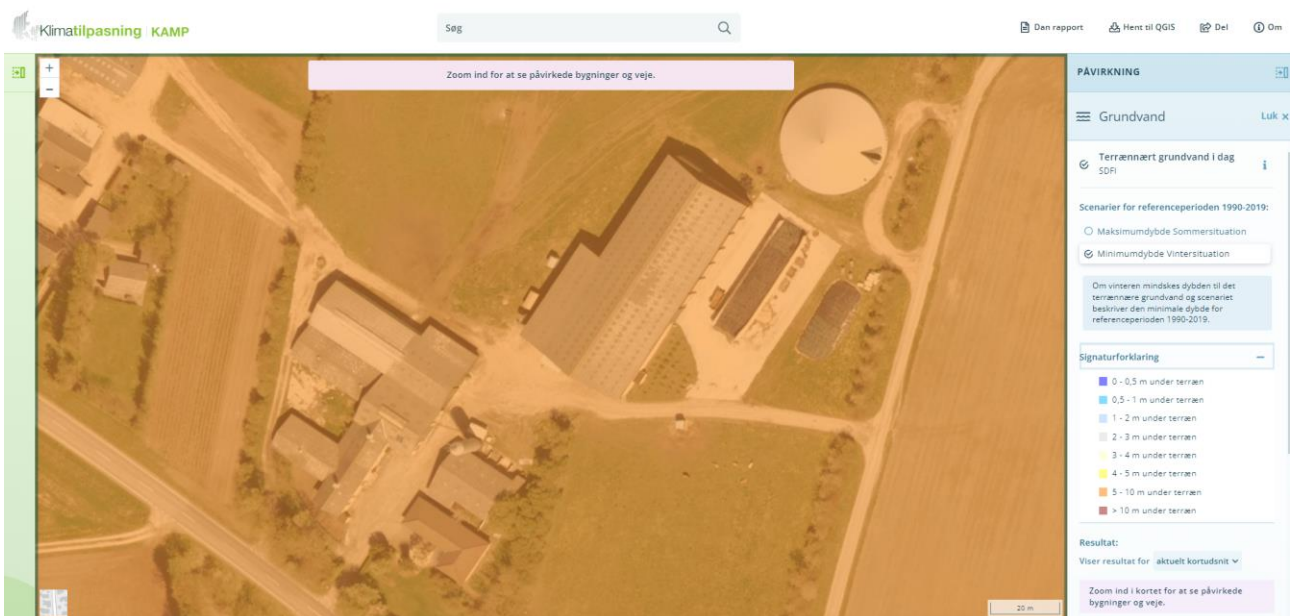 Klimatilpasning | KAMP
Søg
Dan rapport
Hent til QGIS
Del
Om
+
−
Zoom ind for at se påvirkede bygninger og veje.
20 m
PÅVIRKNING
Grundvand
Luk ×
Terrænnært grundvand i dag
SDFI
Scenarier for referenceperioden 1990-2019:
Maksimumdybde Sommersituation
Minimumdybde Vintersituation
Om vinteren mindskes dybden til det
terrænnære grundvand og scenariet
beskriver den minimale dybde for
referenceperioden 1990-2019.
Signaturforklaring −
0 - 0,5 m under terræn
0,5 - 1 m under terræn
1 - 2 m under terræn
2 - 3 m under terræn
3 - 4 m under terræn
4 - 5 m under terræn
5 - 10 m under terræn
> 10 m under terræn
Resultat:
Viser resultat for aktuelt kortudsnit
Zoom ind i kortet for at se påvirkede
bygninger og veje.